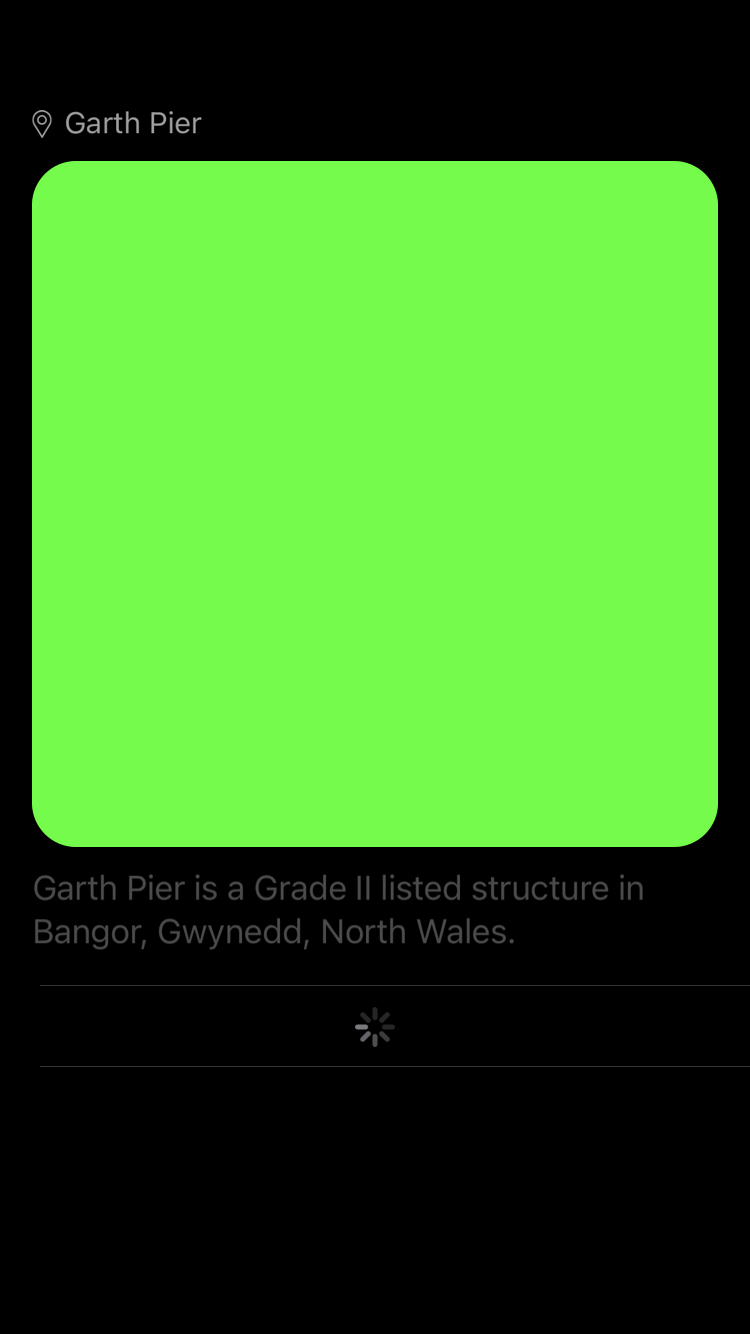 Garth Pier
Garth Pier is a Grade II listed structure in
Bangor, Gwynedd, North Wales.